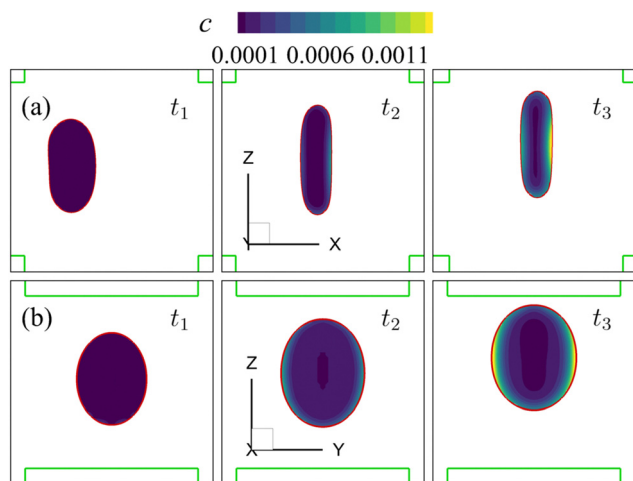 c
0.0001 0.0006 0.0011
(a) t₁ t₂ t₃
Z
Y X
(b) t₁ t₂ t₃
Z
X Y